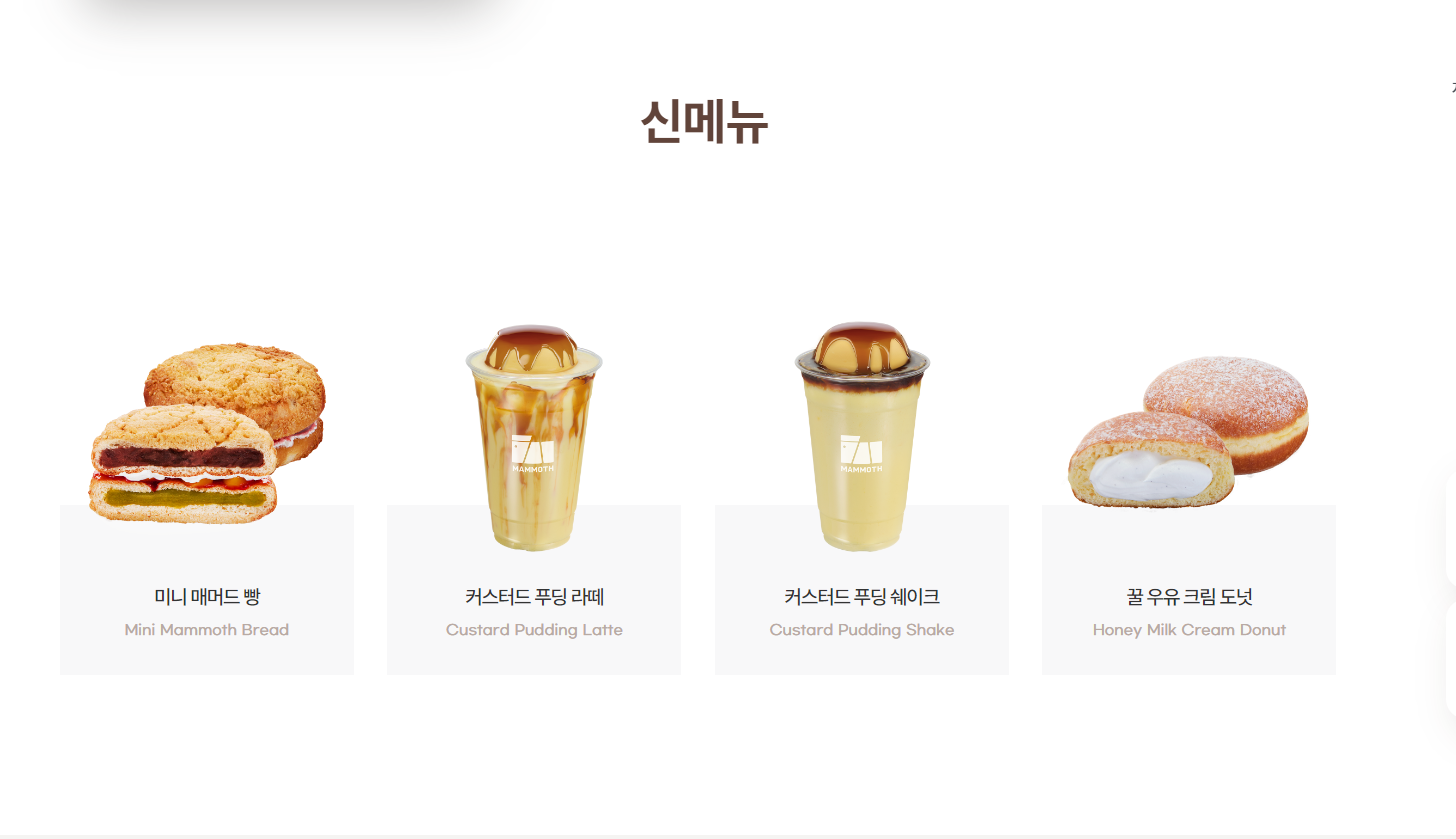 신메뉴
MAMMOTH
MAMMOTH
미니 매머드 빵
Mini Mammoth Bread
커스터드 푸딩 라떼
Custard Pudding Latte
커스터드 푸딩 쉐이크
Custard Pudding Shake
꿀 우유 크림 도넛
Honey Milk Cream Donut